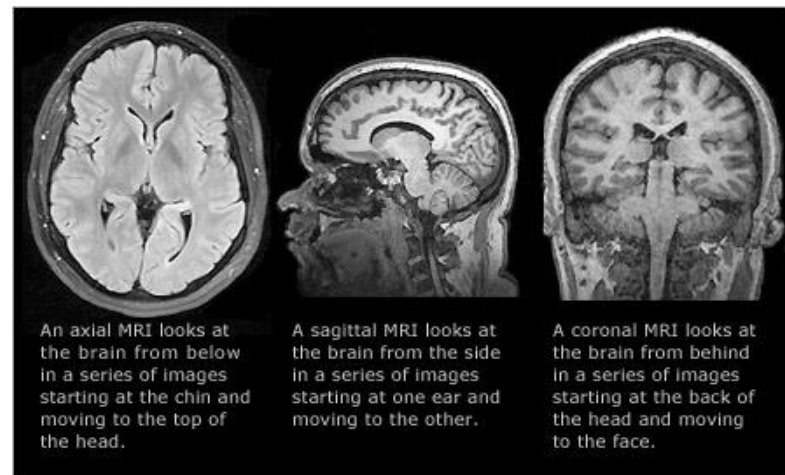 An axial MRI looks at
the brain from below
in a series of images
starting at the chin and
moving to the top of
the head.
A sagittal MRI looks at
the brain from the side
in a series of images
starting at one ear and
moving to the other.
A coronal MRI looks at
the brain from behind
in a series of images
starting at the back of
the head and moving
to the face.